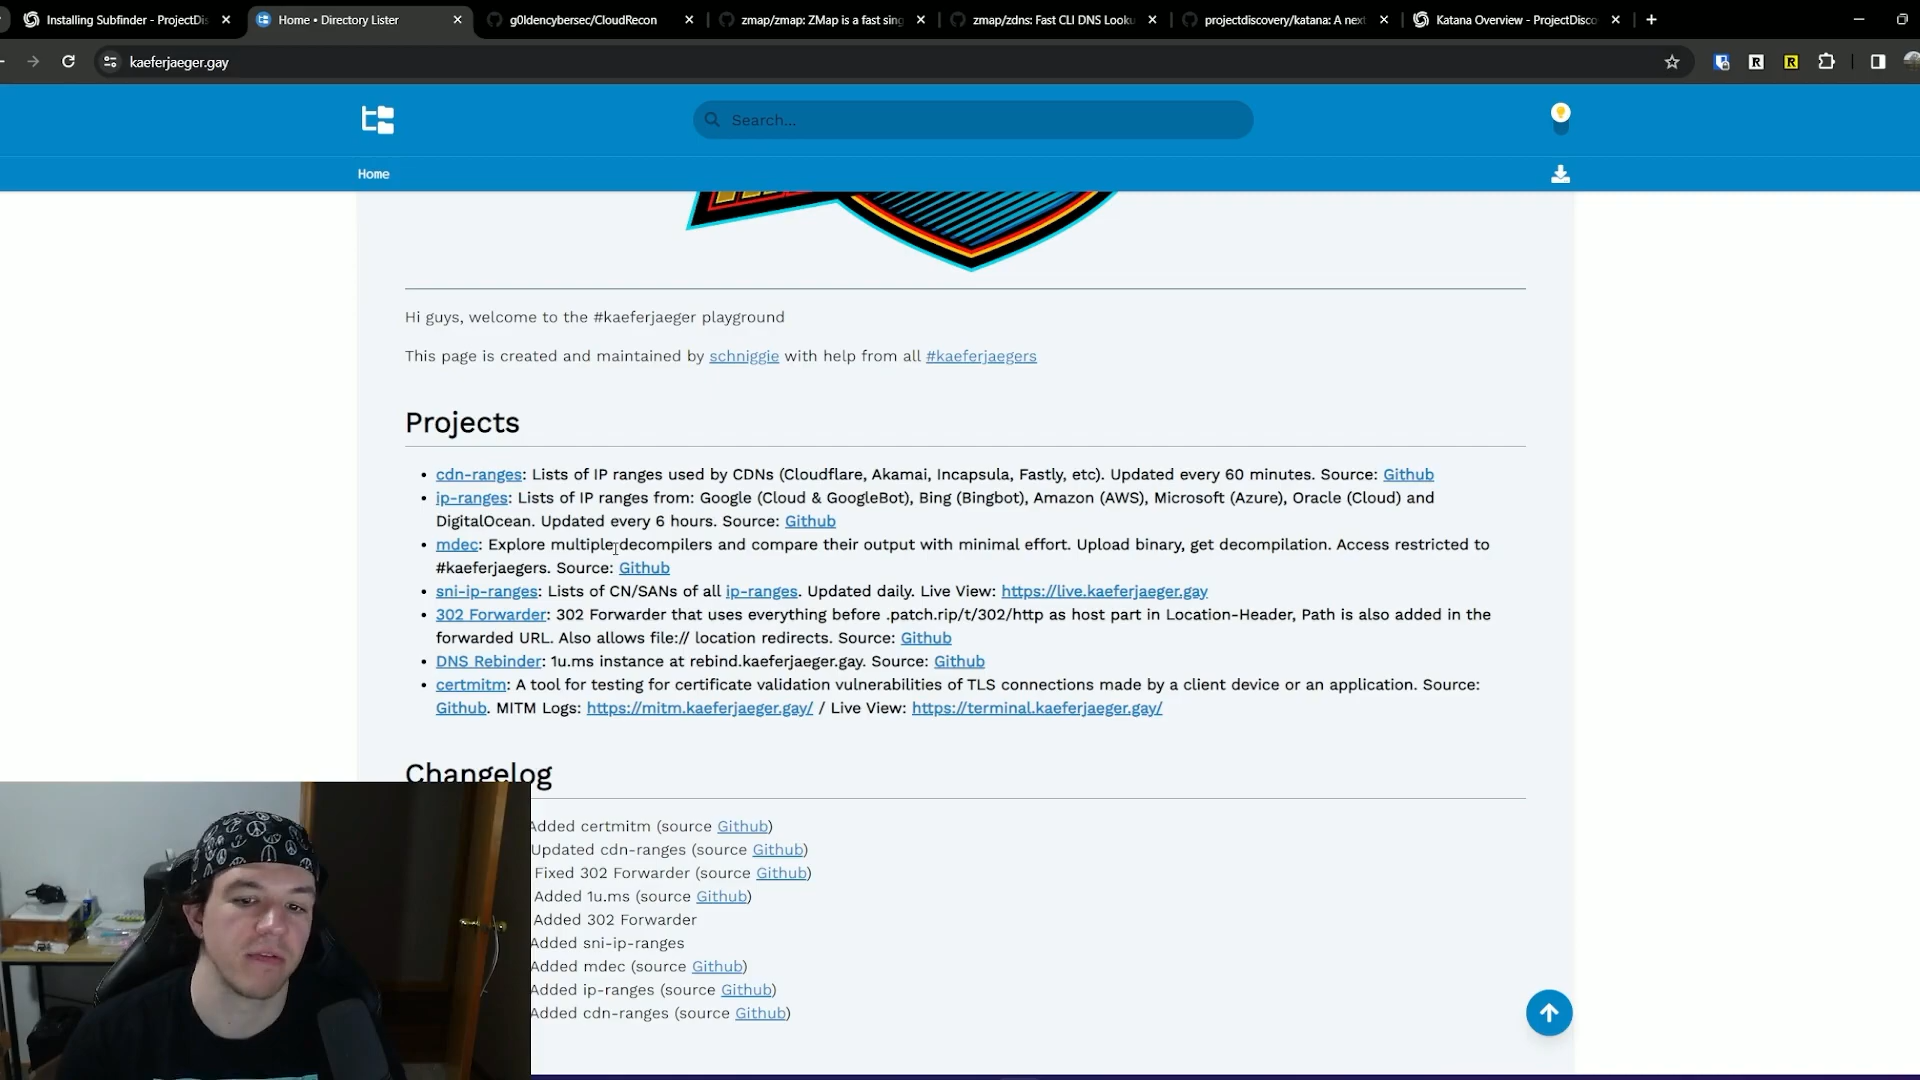 Installing Subfinder - ProjectDis
Home • Directory Lister
g0ldencybersec/CloudRecon
zmap/zmap: ZMap is a fast sing
zmap/zdns: Fast CLI DNS Looku
projectdiscovery/katana: A next
Katana Overview - ProjectDisco
kaeferjaeger.gay
Search...
Home
Hi guys, welcome to the #kaeferjaeger playground
This page is created and maintained by schniggie with help from all #kaeferjaegers
Projects
• cdn-ranges: Lists of IP ranges used by CDNs (Cloudflare, Akamai, Incapsula, Fastly, etc). Updated every 60 minutes. Source: Github
• ip-ranges: Lists of IP ranges from: Google (Cloud & GoogleBot), Bing (Bingbot), Amazon (AWS), Microsoft (Azure), Oracle (Cloud) and
DigitalOcean. Updated every 6 hours. Source: Github
• mdec: Explore multiple decompilers and compare their output with minimal effort. Upload binary, get decompilation. Access restricted to
#kaeferjaegers. Source: Github
• sni-ip-ranges: Lists of CN/SANs of all ip-ranges. Updated daily. Live View: https://live.kaeferjaeger.gay
• 302 Forwarder: 302 Forwarder that uses everything before .patch.rip/t/302/http as host part in Location-Header, Path is also added in the
forwarded URL. Also allows file:// location redirects. Source: Github
• DNS Rebinder: 1u.ms instance at rebind.kaeferjaeger.gay. Source: Github
• certmitm: A tool for testing for certificate validation vulnerabilities of TLS connections made by a client device or an application. Source:
Github. MITM Logs: https://mitm.kaeferjaeger.gay/ / Live View: https://terminal.kaeferjaeger.gay/
Changelog
Added certmitm (source Github)
Updated cdn-ranges (source Github)
Fixed 302 Forwarder (source Github)
Added 1u.ms (source Github)
Added 302 Forwarder
Added sni-ip-ranges
Added mdec (source Github)
Added ip-ranges (source Github)
Added cdn-ranges (source Github)